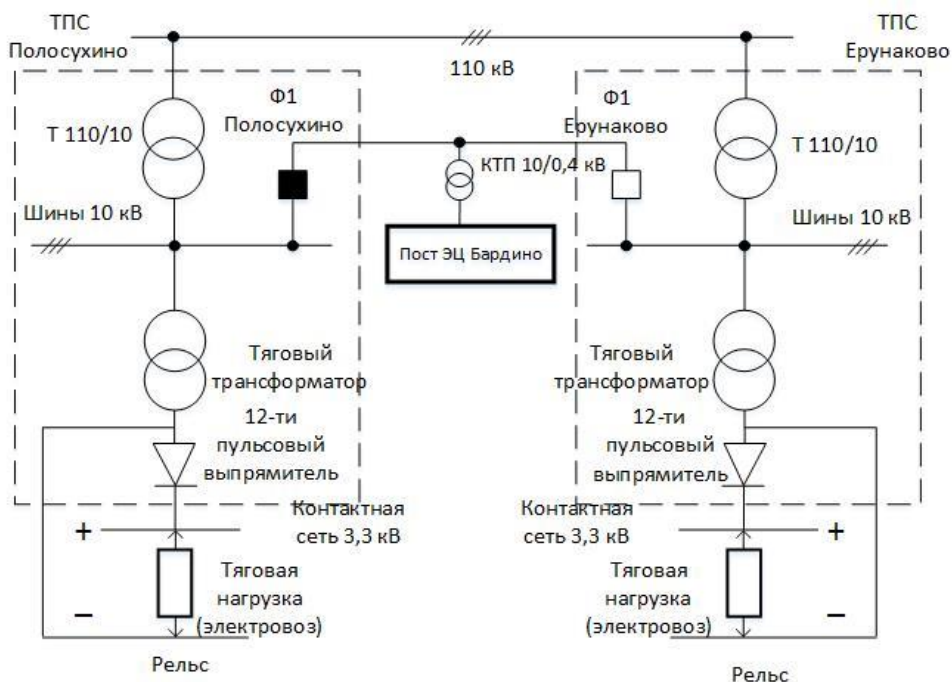 ТПС
Полосухино
ТПС
Ерунаково
110 кВ
Ф1
Полосухино
Ф1
Ерунаково
Т 110/10
КТП 10/0,4 кВ
Т 110/10
Шины 10 кВ
Шины 10 кВ
Пост ЭЦ Бардино
Тяговый
трансформатор
Тяговый
трансформатор
12-ти
пульсовый
выпрямитель
12-ти
пульсовый
выпрямитель
Контактная
сеть 3,3 кВ
Контактная
сеть 3,3 кВ
+
+
Тяговая
нагрузка
(электровоз)
Тяговая
нагрузка
(электровоз)
–
–
Рельс
Рельс